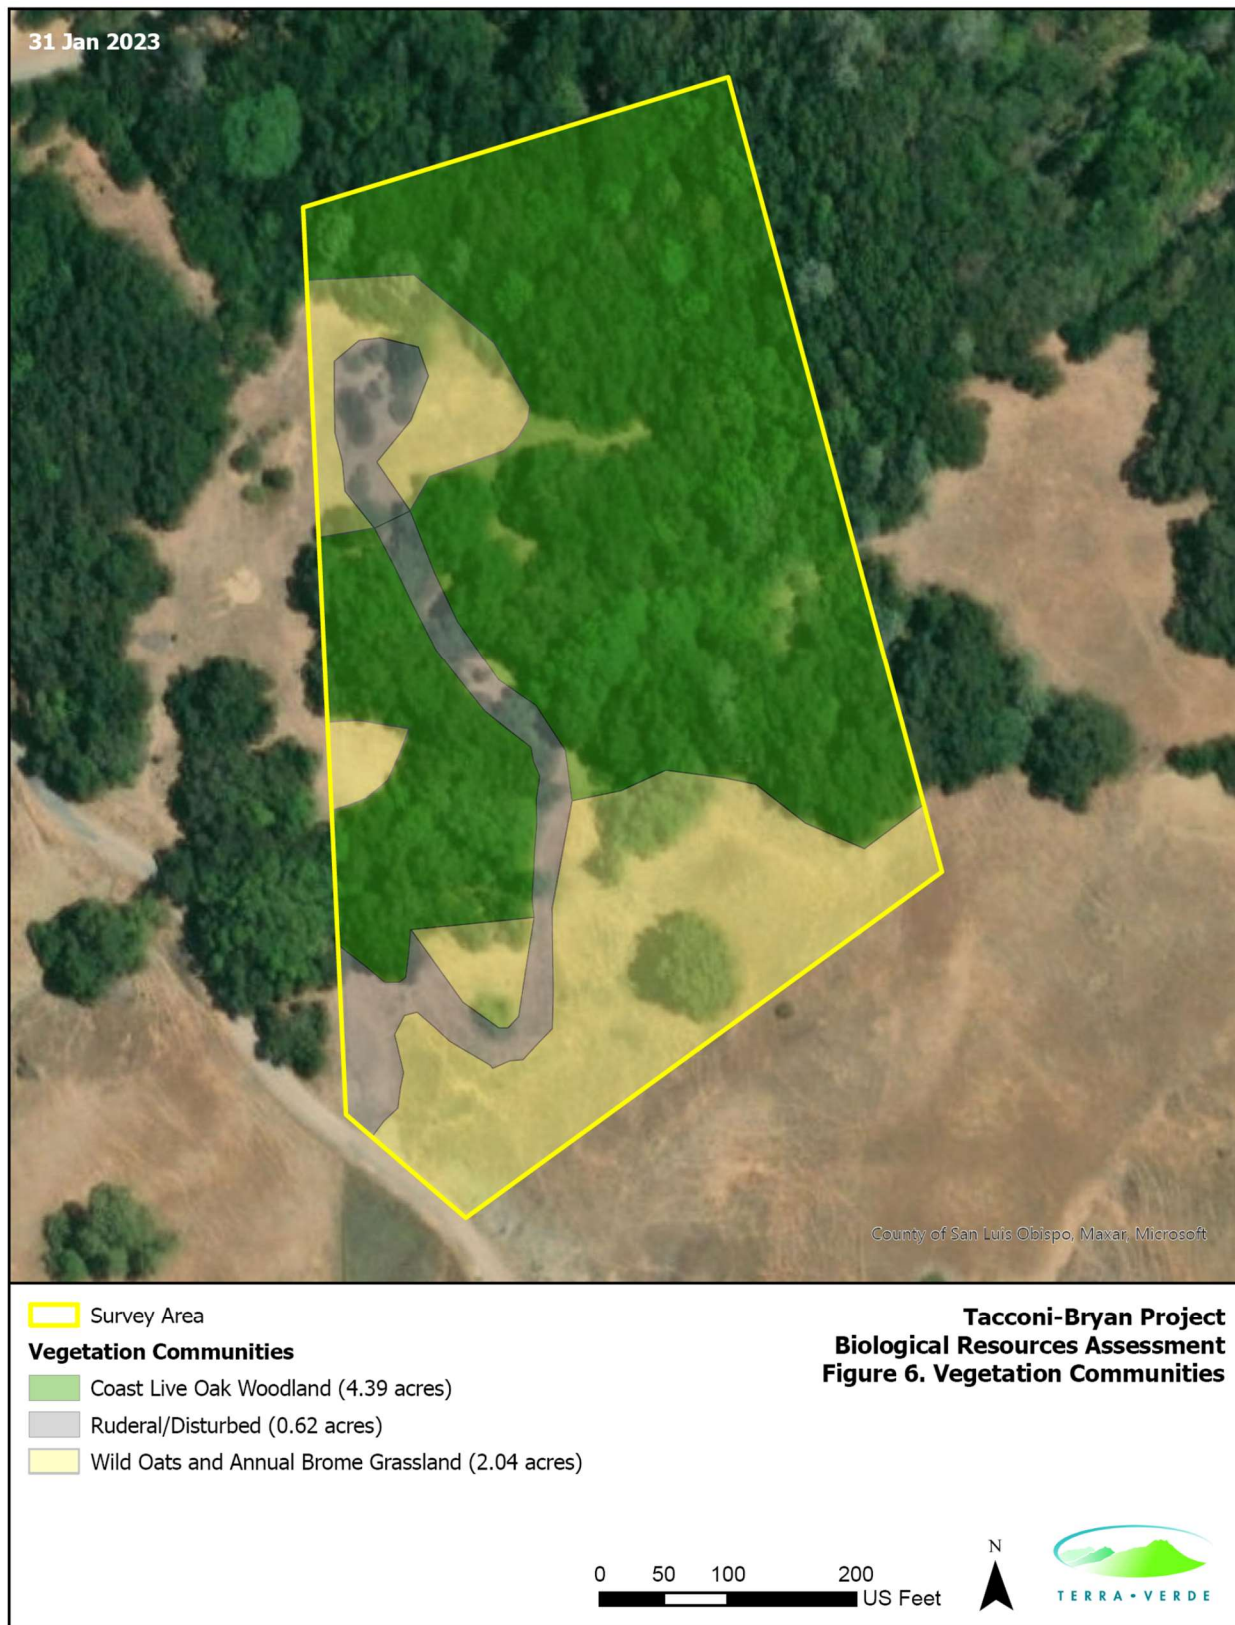 31 Jan 2023
County of San Luis Obispo, Maxar, Microsoft
Survey Area
Vegetation Communities
Coast Live Oak Woodland (4.39 acres)
Ruderal/Disturbed (0.62 acres)
Wild Oats and Annual Brome Grassland (2.04 acres)
Tacconi-Bryan Project
Biological Resources Assessment
Figure 6. Vegetation Communities
0 50 100 200
US Feet
N
TERRA • VERDE